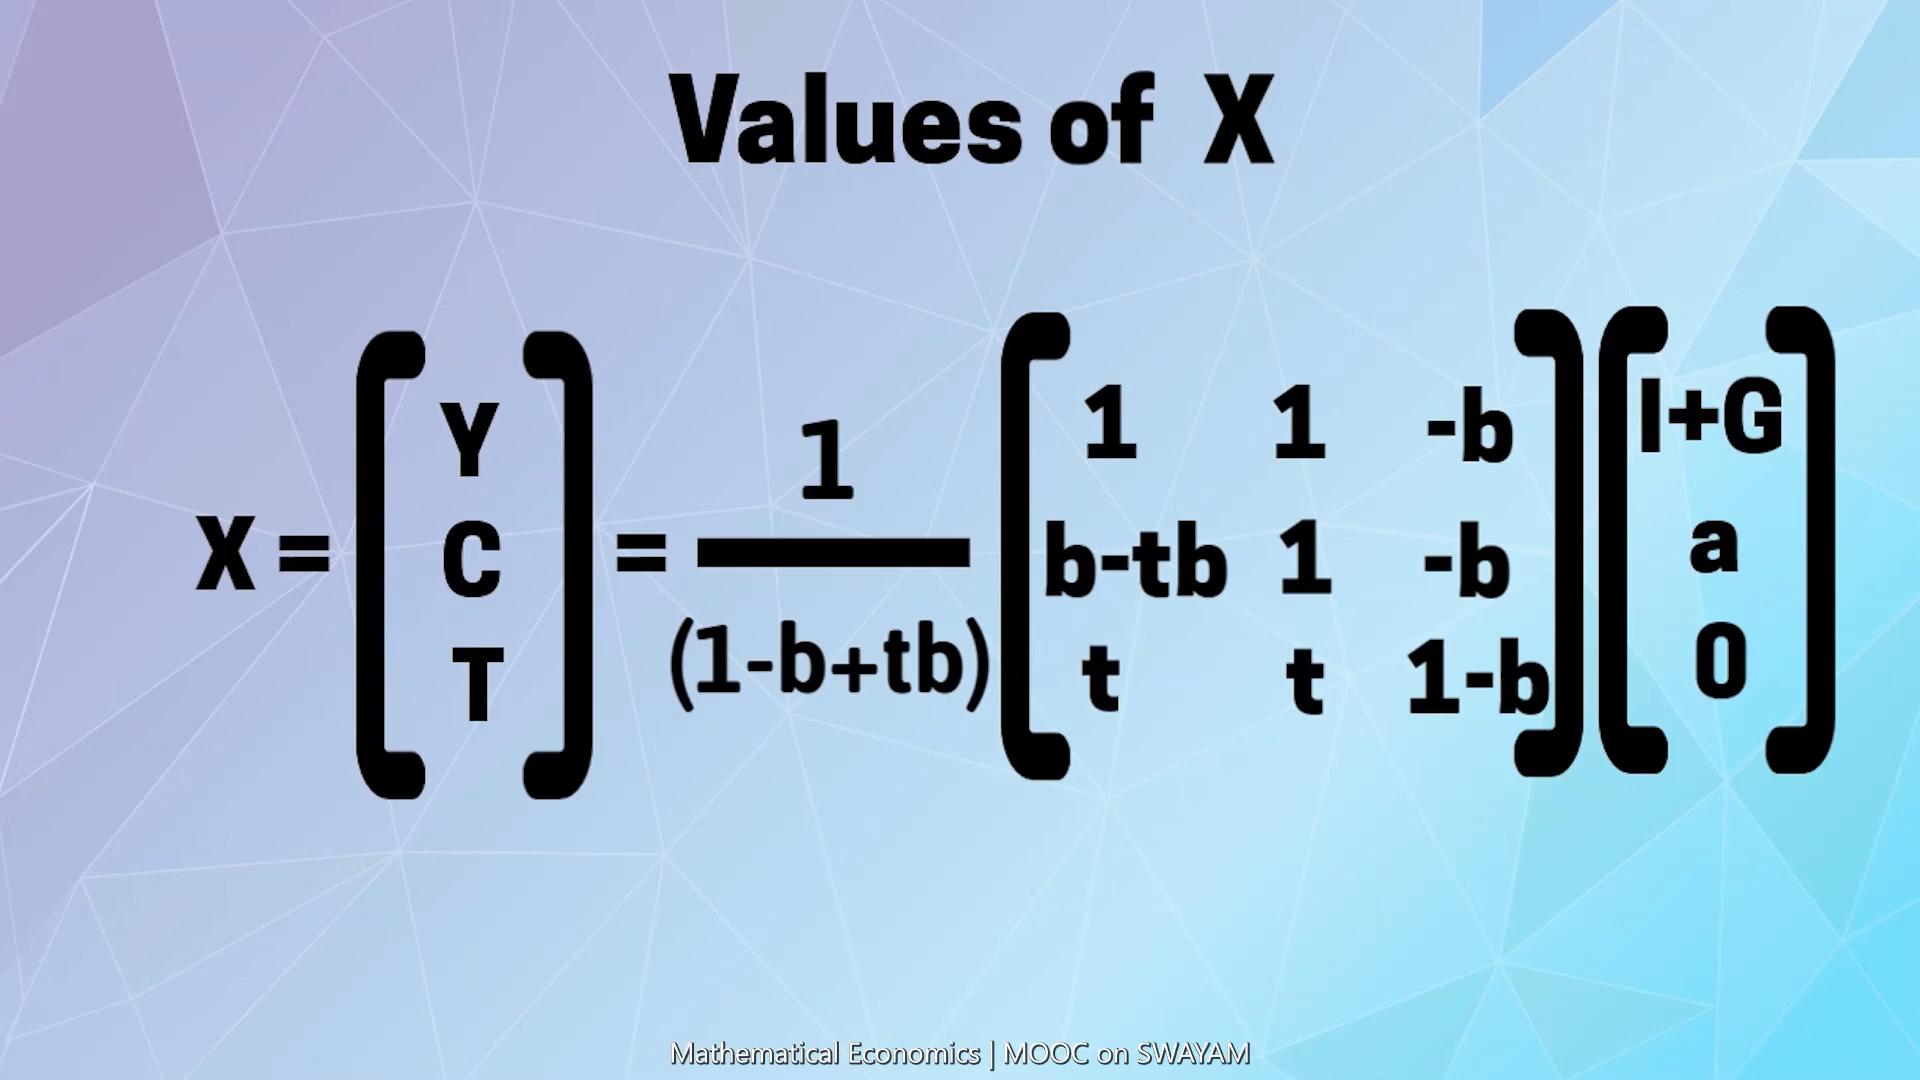 Values of X
X = [ Y C T ] = 1 / (1-b+tb) [ 1 1 -b
b-tb 1 -b
t t 1-b ] [ I+G
a
0 ]
Mathematical Economics | MOOC on SWAYAM